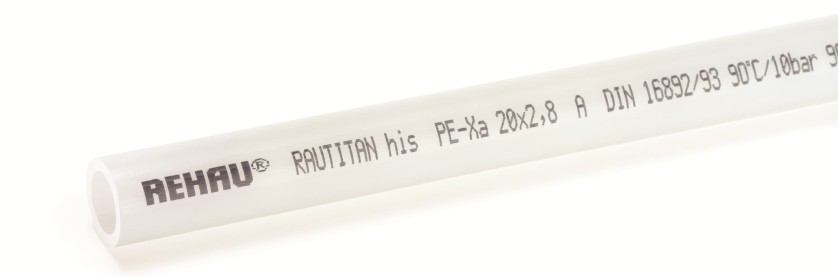 REHAU® RAUTITAN his PE-Xa 20x2,8 A DIN 16892/93 90°C/10bar